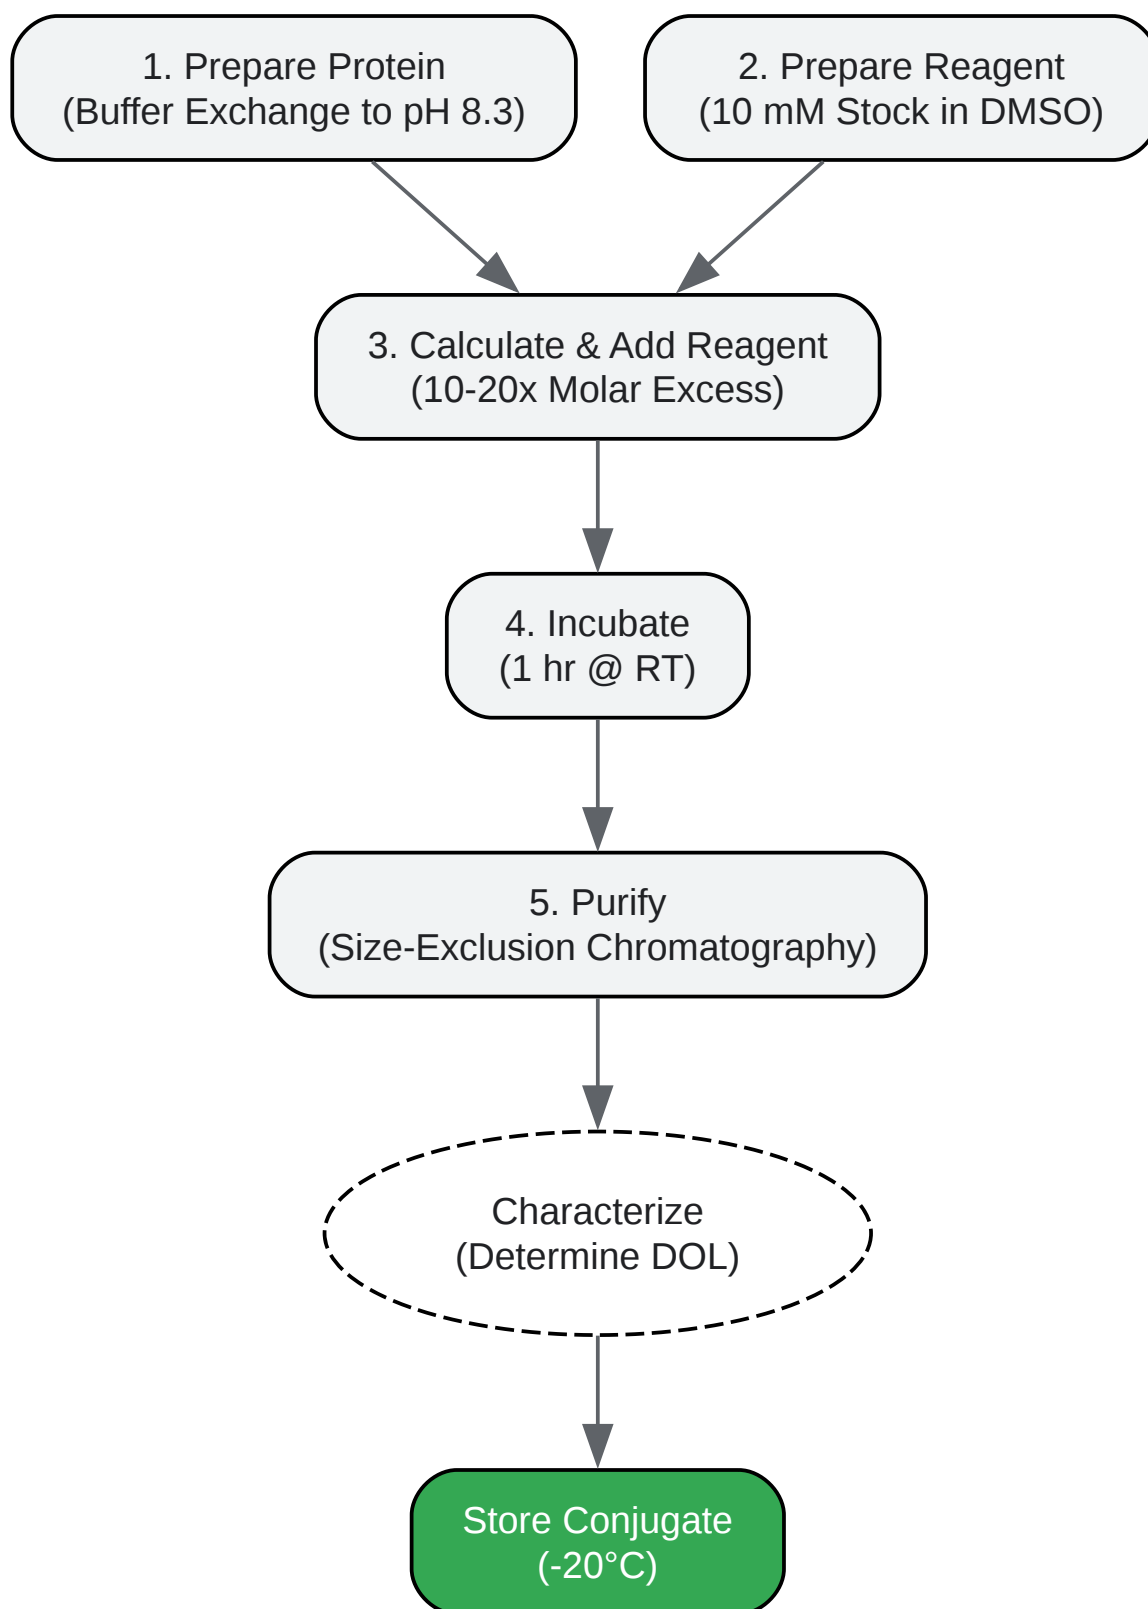 1. Prepare Protein
(Buffer Exchange to pH 8.3)
2. Prepare Reagent
(10 mM Stock in DMSO)
3. Calculate & Add Reagent
(10-20x Molar Excess)
4. Incubate
(1 hr @ RT)
5. Purify
(Size-Exclusion Chromatography)
Characterize
(Determine DOL)
Store Conjugate
(-20°C)